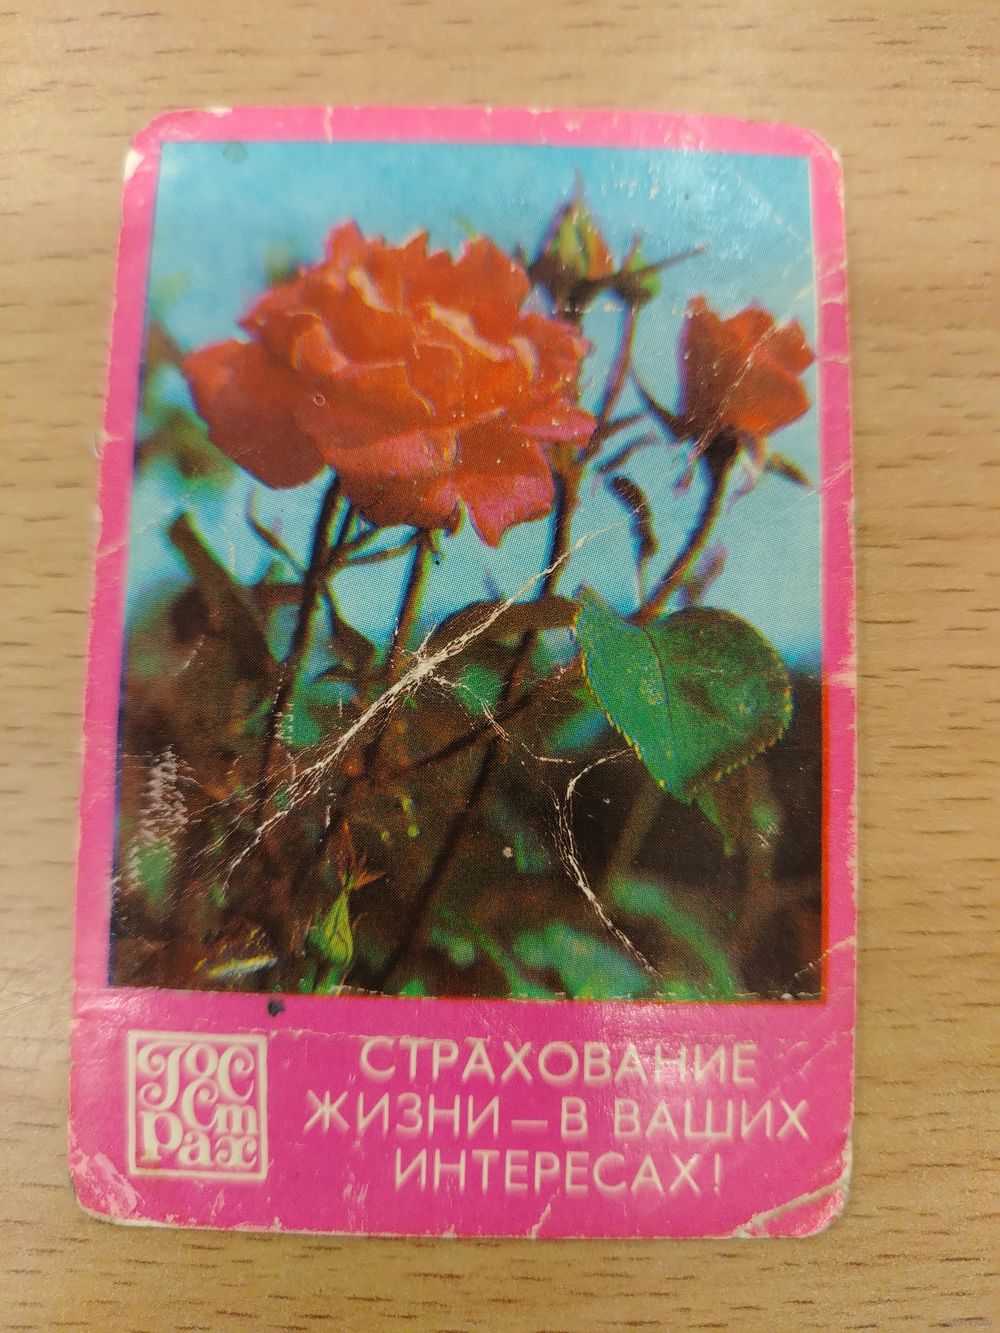 Гос
Ст
рах
СТРАХОВАНИЕ
ЖИЗНИ — В ВАШИХ
ИНТЕРЕСАХ!